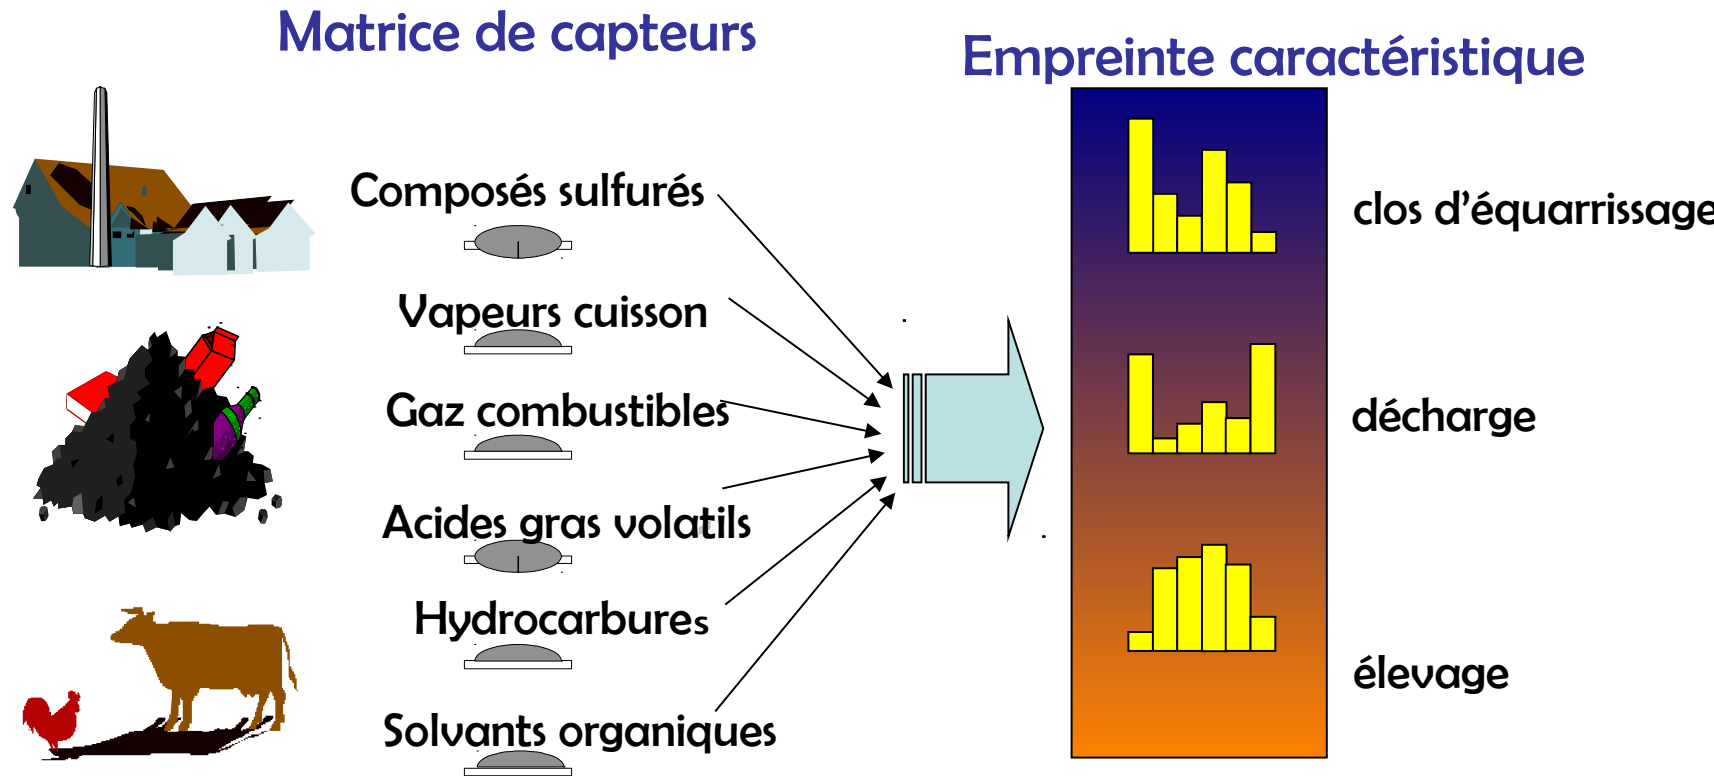 Matrice de capteurs
Empreinte caractéristique
Composés sulfurés
Vapeurs cuisson
Gaz combustibles
Acides gras volatils
Hydrocarbures
Solvants organiques
clos d’équarrissage
décharge
élevage